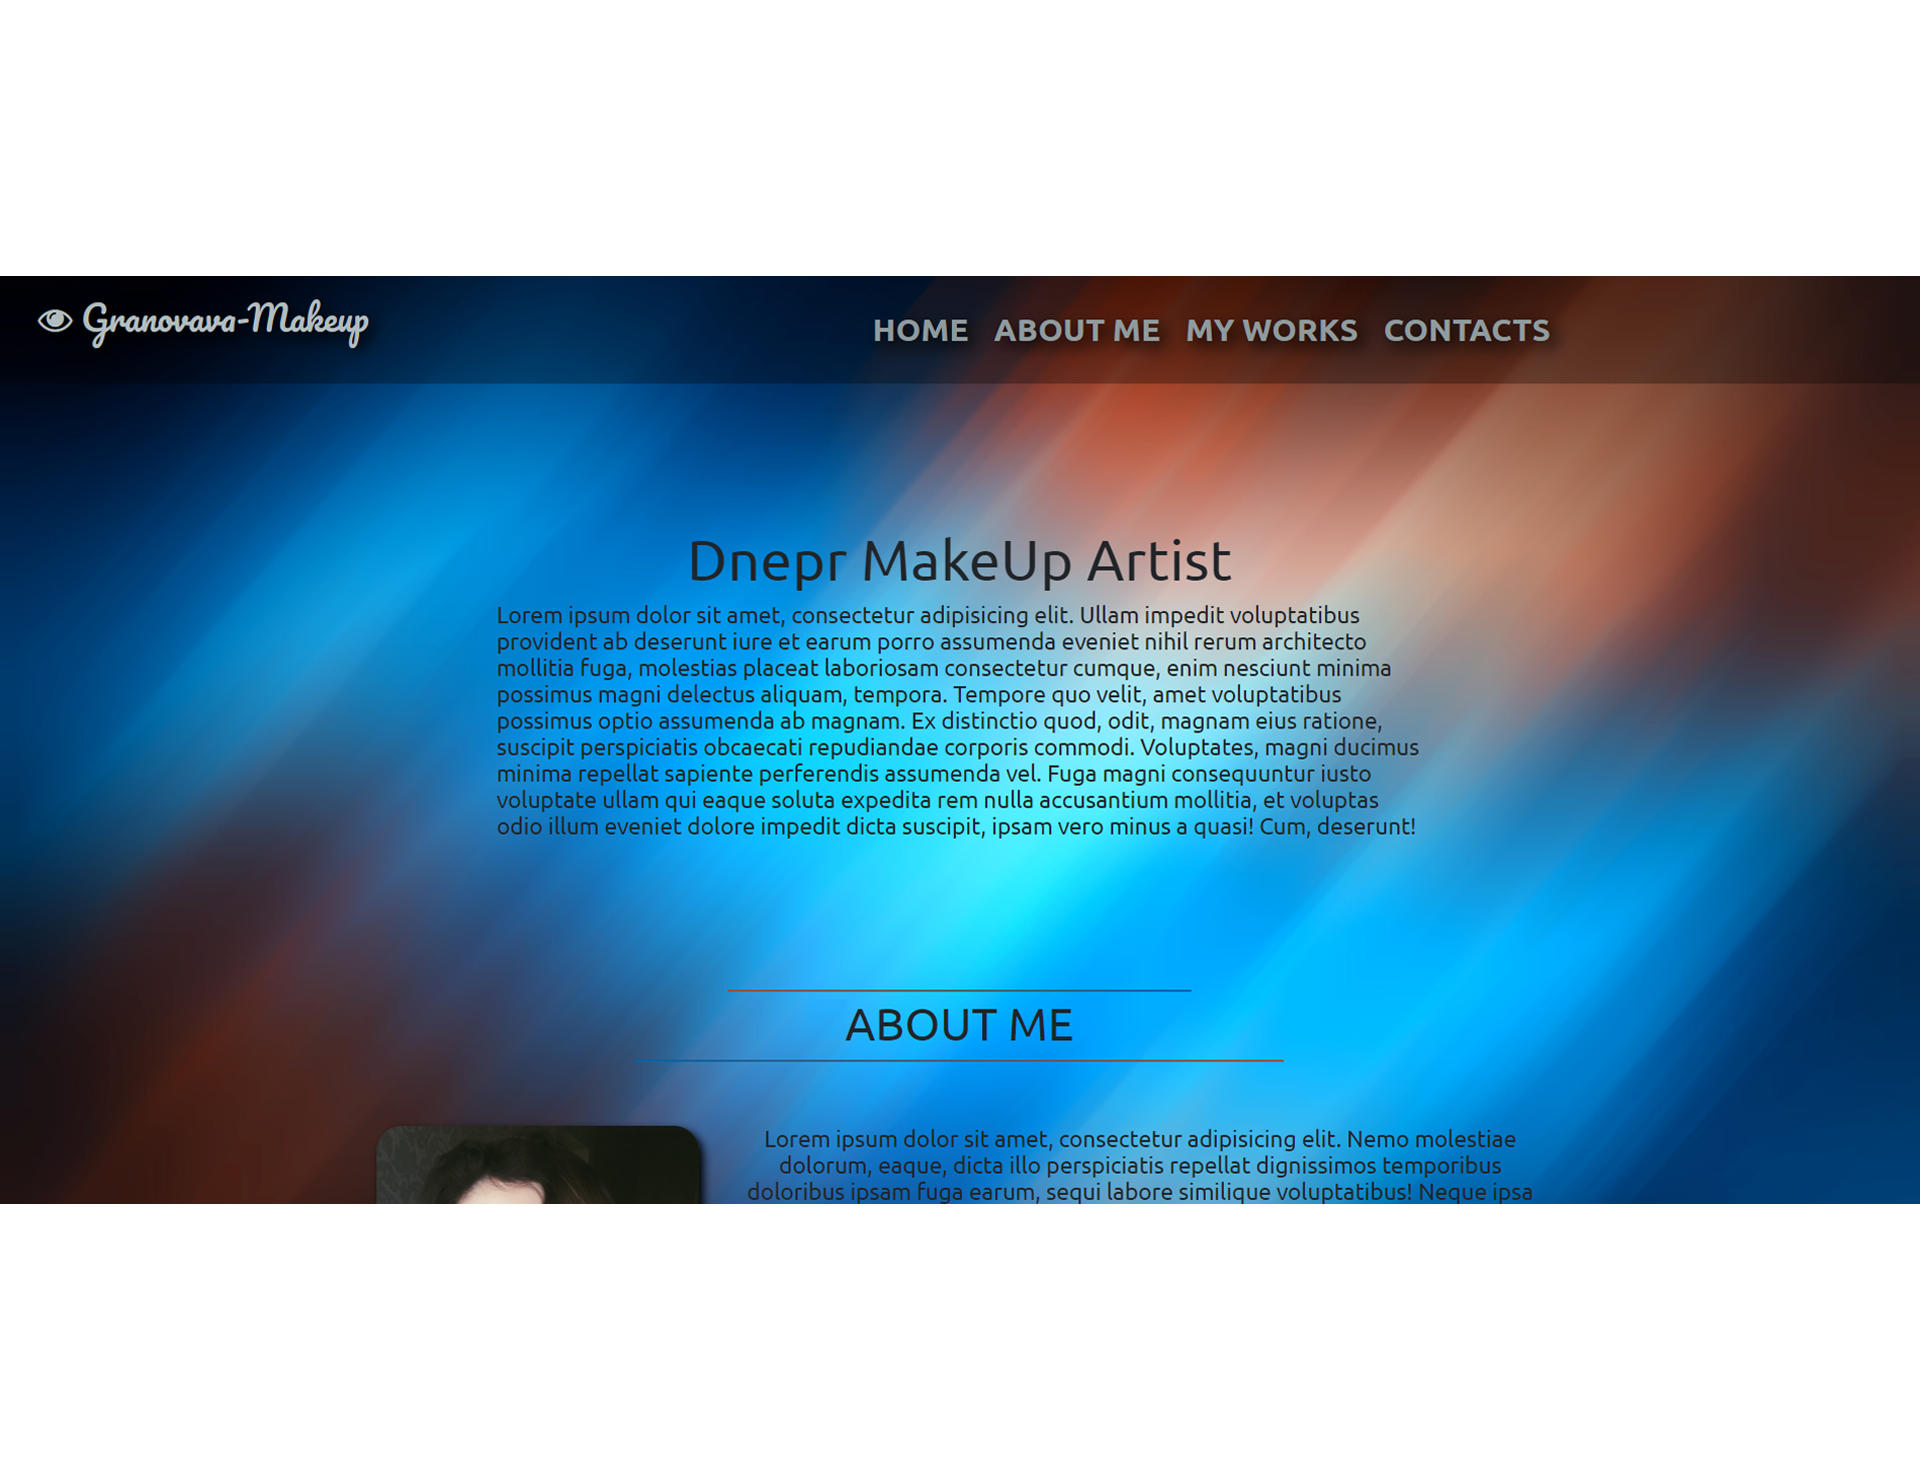 Granovava-Makeup
HOME ABOUT ME MY WORKS CONTACTS
Dnepr MakeUp Artist
Lorem ipsum dolor sit amet, consectetur adipisicing elit. Ullam impedit voluptatibus
provident ab deserunt iure et earum porro assumenda eveniet nihil rerum architecto
mollitia fuga, molestias placeat laboriosam consectetur cumque, enim nesciunt minima
possimus magni delectus aliquam, tempora. Tempore quo velit, amet voluptatibus
possimus optio assumenda ab magnam. Ex distinctio quod, odit, magnam eius ratione,
suscipit perspiciatis obcaecati repudiandae corporis commodi. Voluptates, magni ducimus
minima repellat sapiente perferendis assumenda vel. Fuga magni consequuntur iusto
voluptate ullam qui eaque soluta expedita rem nulla accusantium mollitia, et voluptas
odio illum eveniet dolore impedit dicta suscipit, ipsam vero minus a quasi! Cum, deserunt!
ABOUT ME
Lorem ipsum dolor sit amet, consectetur adipisicing elit. Nemo molestiae
dolorum, eaque, dicta illo perspiciatis repellat dignissimos temporibus
doloribus ipsam fuga earum, sequi labore similique voluptatibus! Neque ipsa